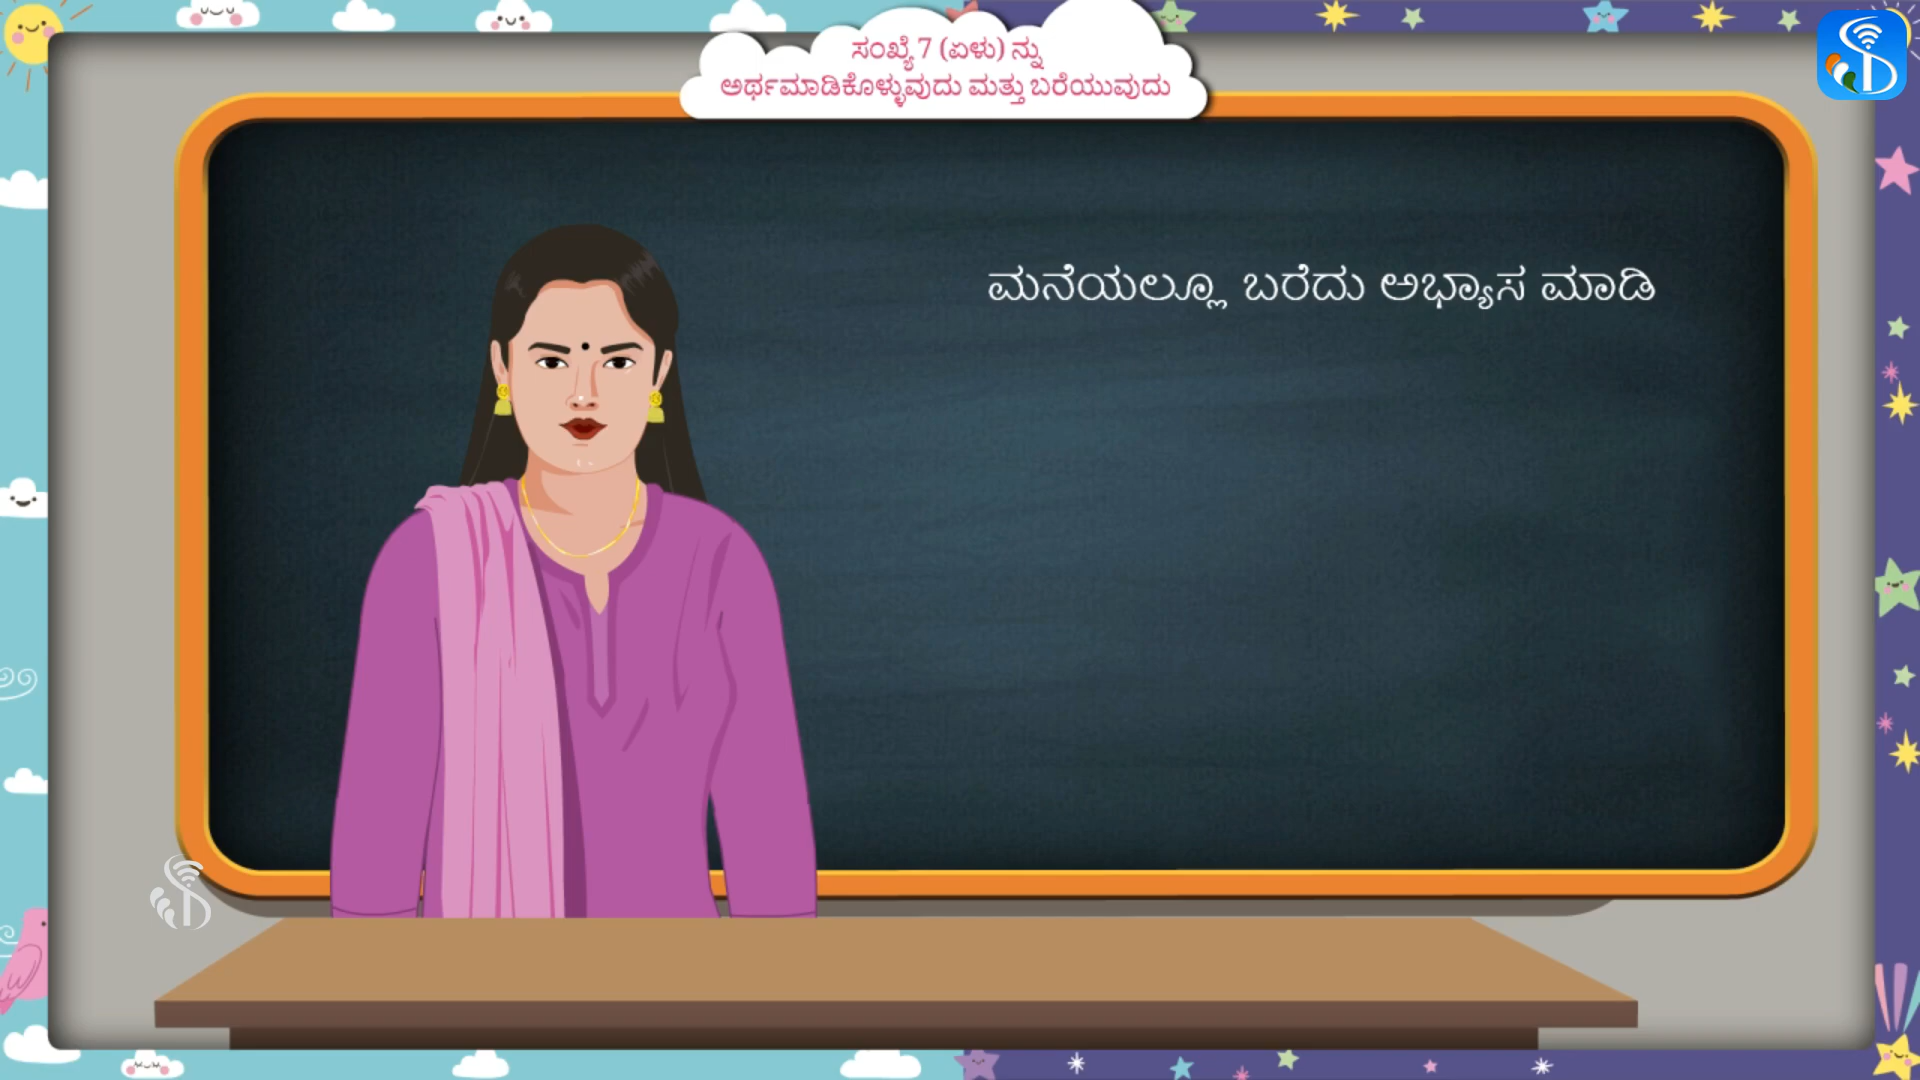 ಸಂಖ್ಯೆ 7 (ಏಳು) ನ್ನು
ಅರ್ಥಮಾಡಿಕೊಳ್ಳುವುದು ಮತ್ತು ಬರೆಯುವುದು
ಮನೆಯಲ್ಲೂ ಬರೆದು ಅಭ್ಯಾಸ ಮಾಡಿ